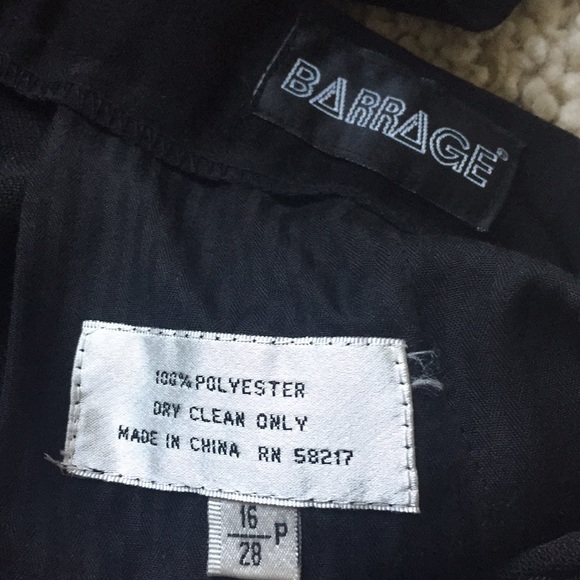 BARRAGE®
100% POLYESTER
DRY CLEAN ONLY
MADE IN CHINA RN 58217
16
28 P